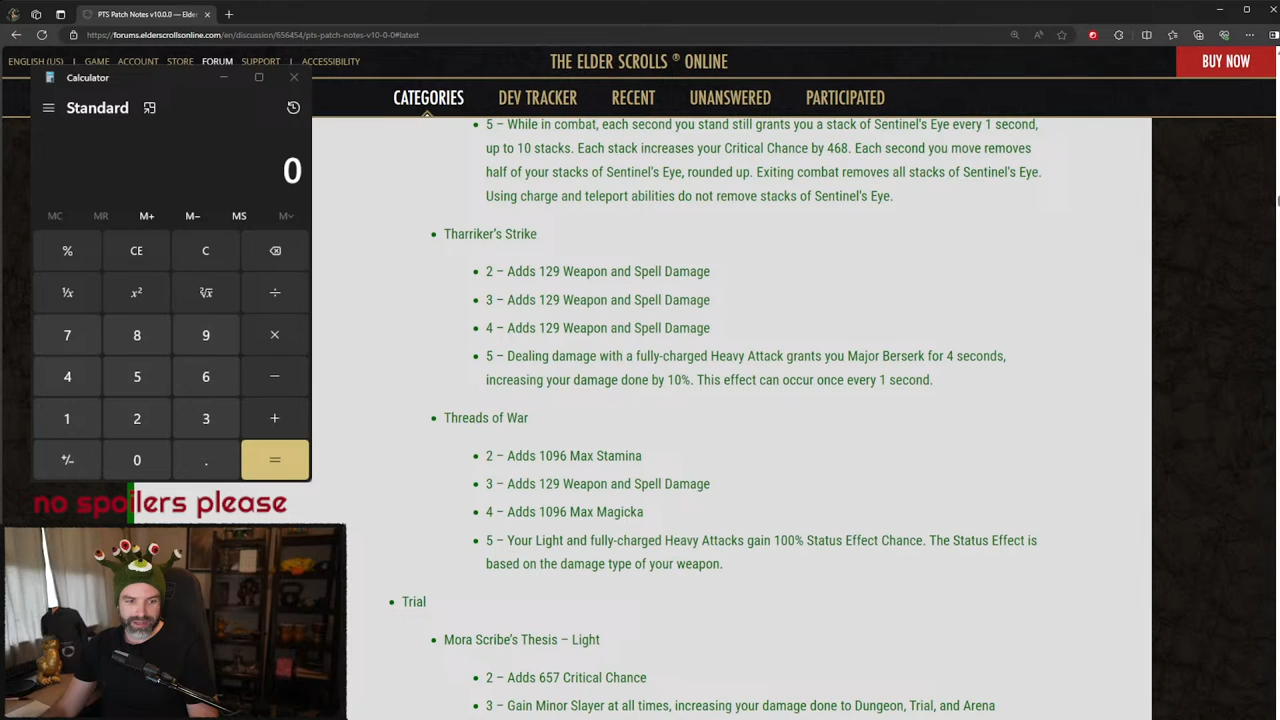 PTS Patch Notes v10.0.0 — Elder
https://forums.elderscrollsonline.com/en/discussion/656454/pts-patch-notes-v10-0-0#latest
ENGLISH (US) GAME ACCOUNT STORE FORUM SUPPORT ACCESSIBILITY
THE ELDER SCROLLS ® ONLINE
BUY NOW
CATEGORIES DEV TRACKER RECENT UNANSWERED PARTICIPATED
Calculator
Standard
0
MC MR M+ M− MS M˅
% CE C
¹/x x² ²√x ÷
7 8 9 ×
4 5 6 −
1 2 3 +
+/− 0 . =
no spoilers please
5 – While in combat, each second you stand still grants you a stack of Sentinel's Eye every 1 second,
up to 10 stacks. Each stack increases your Critical Chance by 468. Each second you move removes
half of your stacks of Sentinel's Eye, rounded up. Exiting combat removes all stacks of Sentinel's Eye.
Using charge and teleport abilities do not remove stacks of Sentinel's Eye.
Tharriker's Strike
2 – Adds 129 Weapon and Spell Damage
3 – Adds 129 Weapon and Spell Damage
4 – Adds 129 Weapon and Spell Damage
5 – Dealing damage with a fully-charged Heavy Attack grants you Major Berserk for 4 seconds,
increasing your damage done by 10%. This effect can occur once every 1 second.
Threads of War
2 – Adds 1096 Max Stamina
3 – Adds 129 Weapon and Spell Damage
4 – Adds 1096 Max Magicka
5 – Your Light and fully-charged Heavy Attacks gain 100% Status Effect Chance. The Status Effect is
based on the damage type of your weapon.
Trial
Mora Scribe's Thesis – Light
2 – Adds 657 Critical Chance
3 – Gain Minor Slayer at all times, increasing your damage done to Dungeon, Trial, and Arena